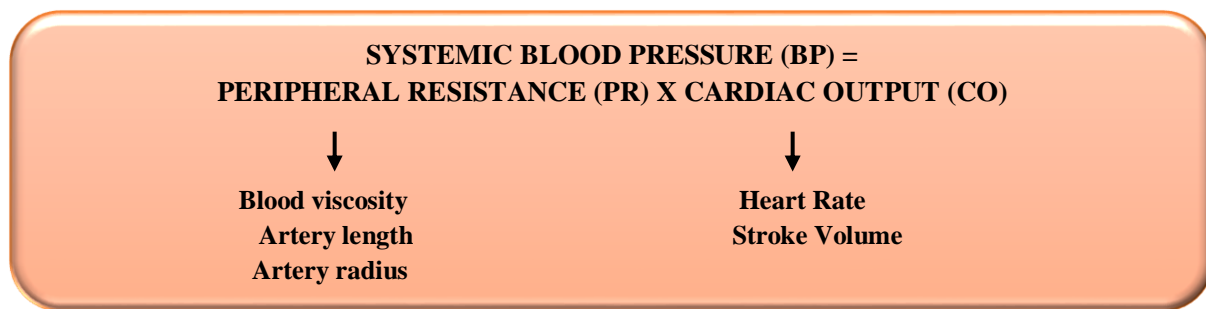 SYSTEMIC BLOOD PRESSURE (BP) =
PERIPHERAL RESISTANCE (PR) X CARDIAC OUTPUT (CO)
Blood viscosity
Artery length
Artery radius
Heart Rate
Stroke Volume